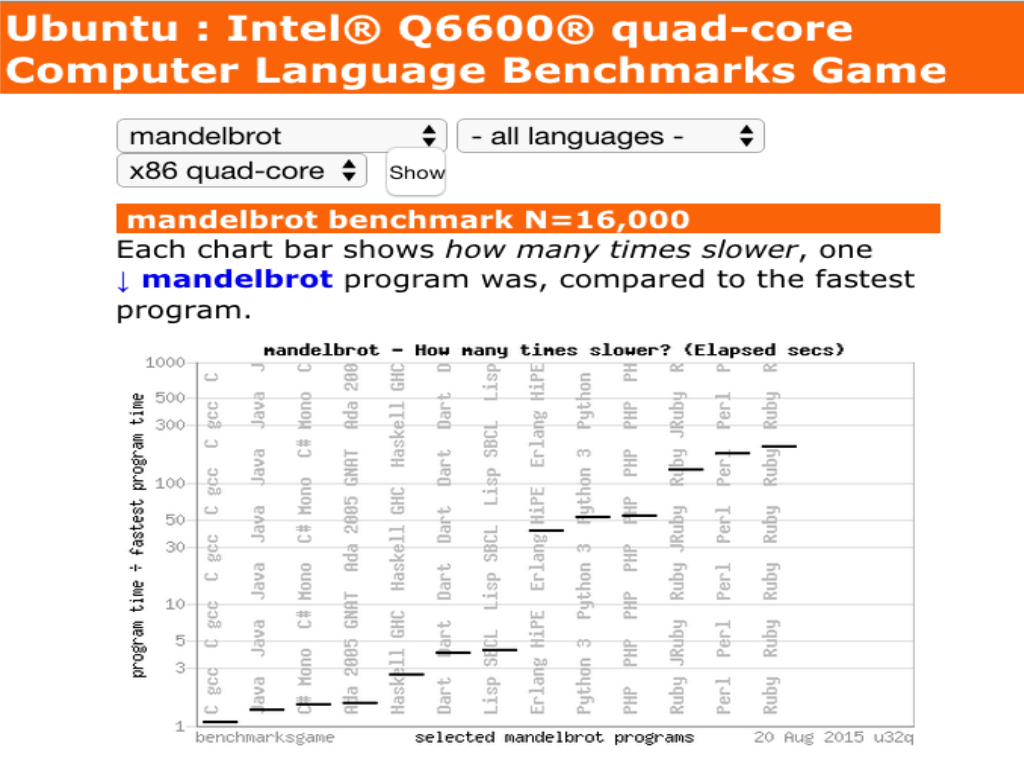 Ubuntu : Intel® Q6600® quad-core
Computer Language Benchmarks Game
mandelbrot - all languages -
x86 quad-core Show
mandelbrot benchmark N=16,000
Each chart bar shows how many times slower, one
↓ mandelbrot program was, compared to the fastest
program.
mandelbrot - How many times slower? (Elapsed secs)
program time ÷ fastest program time
1000
500
300
100
50
30
10
5
3
1
C gcc C gcc C gcc C gcc C gcc C
Java Java Java Java J
C# Mono C# Mono C# Mono C# Mono C
Ada 2005 GNAT Ada 2005 GNAT Ada 200
Haskell GHC Haskell GHC Haskell GHC
Dart Dart Dart Dart D
Lisp SBCL Lisp SBCL Lisp SBCL Lisp
Erlang HiPE Erlang HiPE Erlang HiPE
Python 3 Python 3 Python 3 Python
PHP PHP PHP PHP PHP PH
Ruby JRuby Ruby JRuby Ruby JRuby R
Perl Perl Perl Perl P
Ruby Ruby Ruby Ruby R
benchmarksgame selected mandelbrot programs 20 Aug 2015 u32q